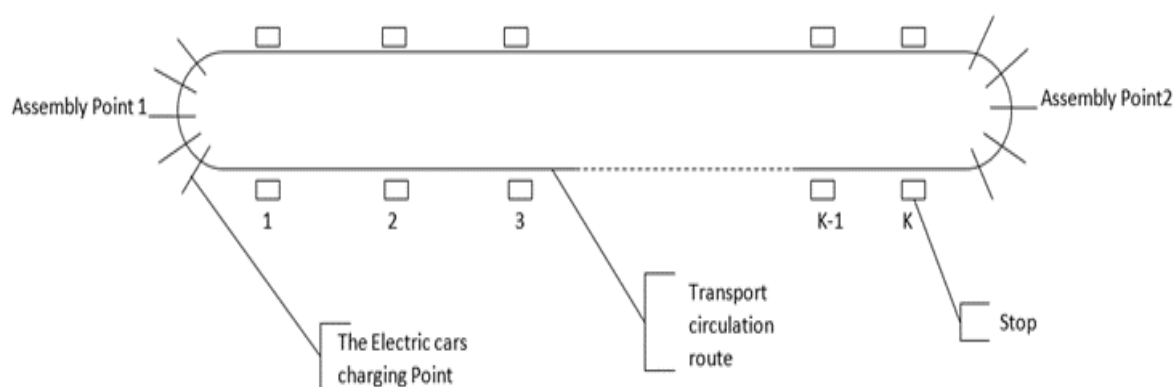 Assembly Point 1
Assembly Point2
1
2
3
K-1
K
The Electric cars
charging Point
Transport
circulation
route
Stop